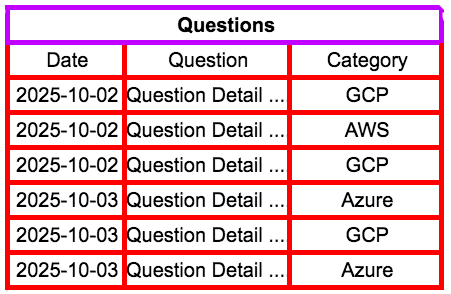 Questions
Date Question Category
2025-10-02 Question Detail ... GCP
2025-10-02 Question Detail ... AWS
2025-10-02 Question Detail ... GCP
2025-10-03 Question Detail ... Azure
2025-10-03 Question Detail ... GCP
2025-10-03 Question Detail ... Azure